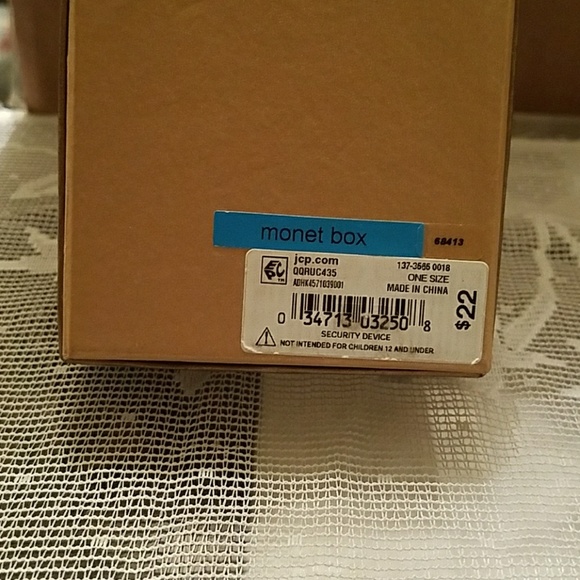 monet box
68413
jcp.com
QQRUC435
137-3565 0018
ONE SIZE
MADE IN CHINA
$22
0 34713 03250 8
SECURITY DEVICE
NOT INTENDED FOR CHILDREN 12 AND UNDER